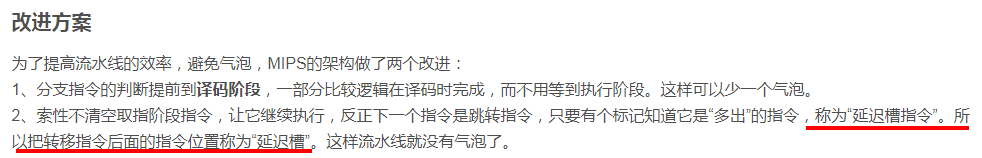 改进方案
为了提高流水线的效率，避免气泡，MIPS的架构做了两个改进：
1、分支指令的判断提前到译码阶段，一部分比较逻辑在译码时完成，而不用等到执行阶段。这样可以少一个气泡。
2、索性不清空取指阶段指令，让它继续执行，反正下一个指令是跳转指令，只要有个标记知道它是“多出”的指令，称为“延迟槽指令”。所
以把转移指令后面的指令位置称为“延迟槽”。这样流水线就没有气泡了。